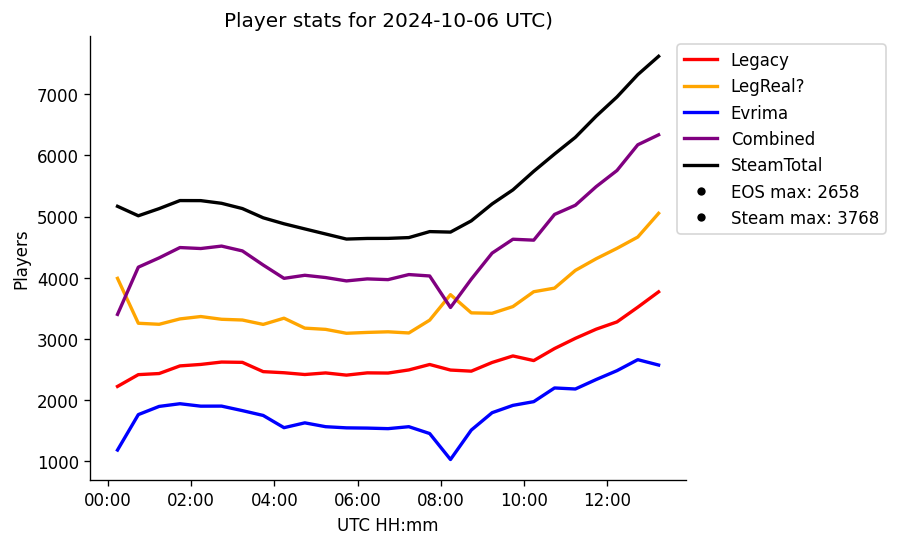 Player stats for 2024-10-06 UTC)
Legacy
LegReal?
Evrima
Combined
SteamTotal
EOS max: 2658
Steam max: 3768
Players
7000
6000
5000
4000
3000
2000
1000
00:00 02:00 04:00 06:00 08:00 10:00 12:00
UTC HH:mm